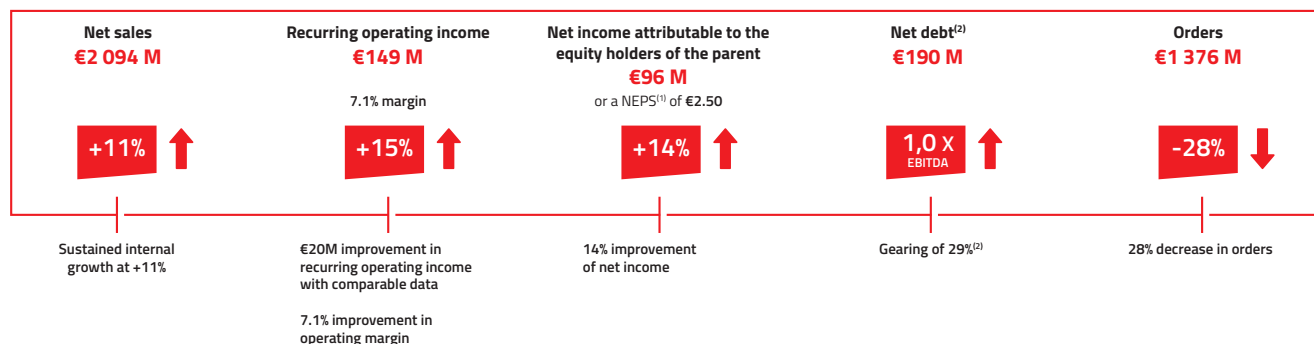 Net sales
€2 094 M
+11%
Sustained internal
growth at +11%
Recurring operating income
€149 M
7.1% margin
+15%
€20M improvement in
recurring operating income
with comparable data
7.1% improvement in
operating margin
Net income attributable to the
equity holders of the parent
€96 M
or a NEPS(1) of €2.50
+14%
14% improvement
of net income
Net debt(2)
€190 M
1,0 X
EBITDA
Gearing of 29%(2)
Orders
€1 376 M
-28%
28% decrease in orders